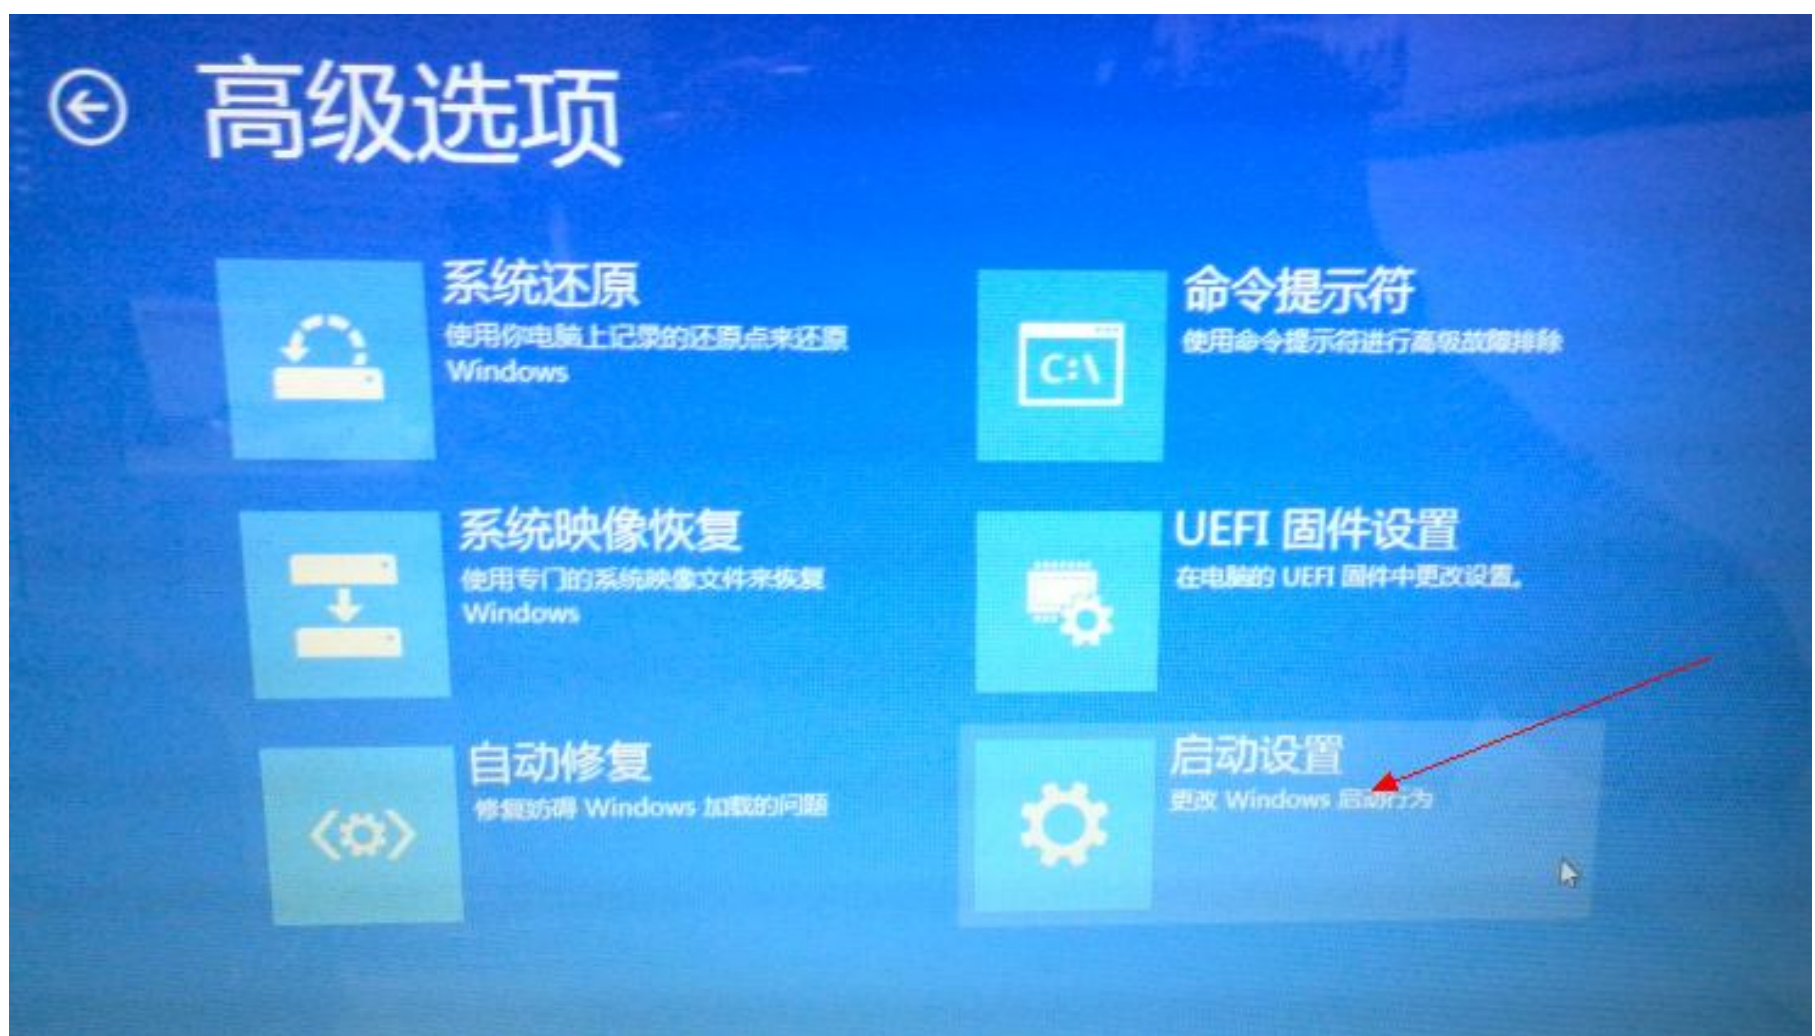 高级选项
系统还原
使用你电脑上记录的还原点来还原
Windows
命令提示符
使用命令提示符进行高级故障排除
C:\
系统映像恢复
使用专门的系统映像文件来恢复
Windows
UEFI 固件设置
在电脑的 UEFI 固件中更改设置。
自动修复
修复妨碍 Windows 加载的问题
启动设置
更改 Windows 启动行为